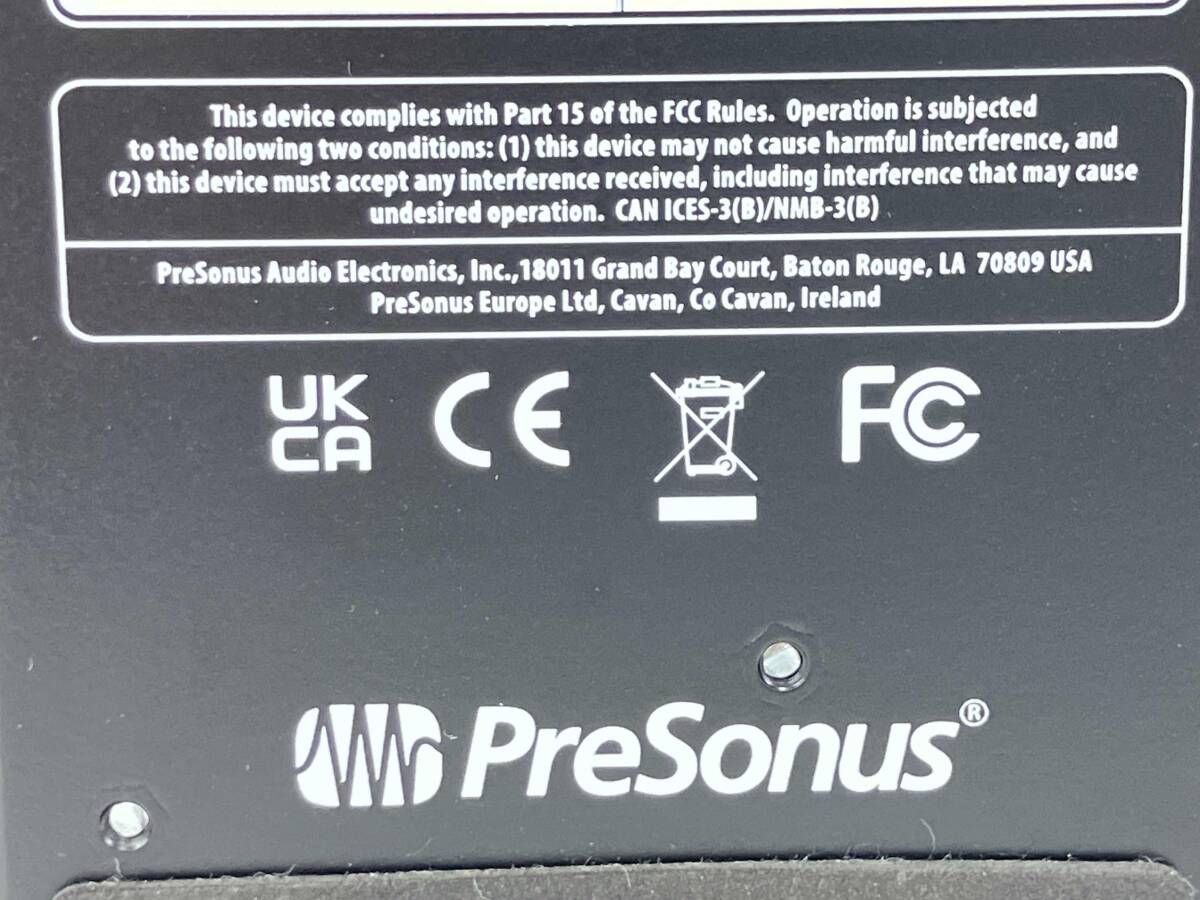 This device complies with Part 15 of the FCC Rules. Operation is subjected
to the following two conditions: (1) this device may not cause harmful interference, and
(2) this device must accept any interference received, including interference that may cause
undesired operation. CAN ICES-3(B)/NMB-3(B)
PreSonus Audio Electronics, Inc.,18011 Grand Bay Court, Baton Rouge, LA 70809 USA
PreSonus Europe Ltd, Cavan, Co Cavan, Ireland
UK
CA
CE
FC
PreSonus®